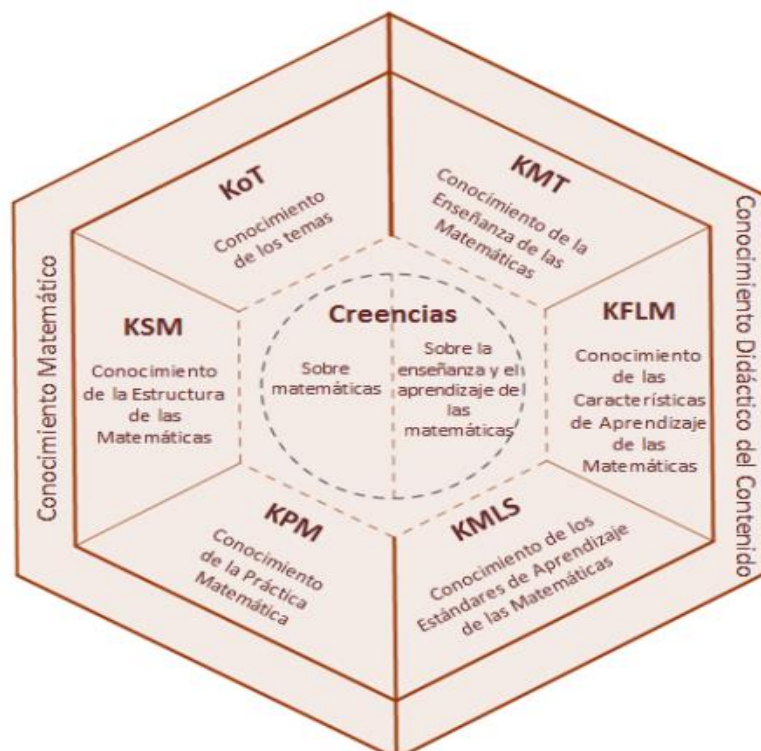 KoT
Conocimiento
de los temas
KMT
Conocimiento de la
Enseñanza de las
Matemáticas
Conocimiento Matemático
KSM
Conocimiento
de la Estructura
de las
Matemáticas
Creencias
Sobre
matemáticas
Sobre la
enseñanza y el
aprendizaje de
las
matemáticas
KFLM
Conocimiento
de las
Características
de Aprendizaje
de las
Matemáticas
Conocimiento Didáctico del Contenido
KPM
Conocimiento
de la Práctica
Matemática
KMLS
Conocimiento de los
Estándares de Aprendizaje
de las Matemáticas